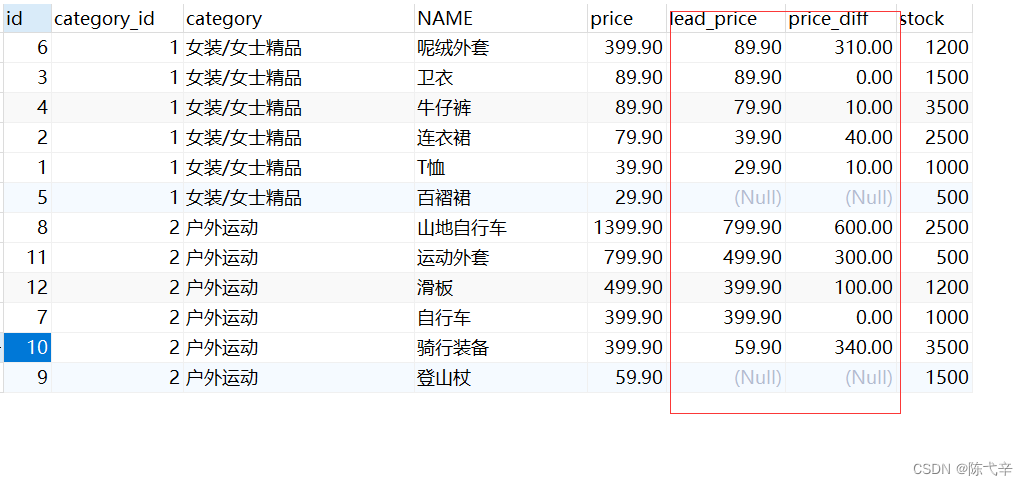 id category_id category NAME price lead_price price_diff stock
6 1 女装/女士精品 呢绒外套 399.90 89.90 310.00 1200
3 1 女装/女士精品 卫衣 89.90 89.90 0.00 1500
4 1 女装/女士精品 牛仔裤 89.90 79.90 10.00 3500
2 1 女装/女士精品 连衣裙 79.90 39.90 40.00 2500
1 1 女装/女士精品 T恤 39.90 29.90 10.00 1000
5 1 女装/女士精品 百褶裙 29.90 (Null) (Null) 500
8 2 户外运动 山地自行车 1399.90 799.90 600.00 2500
11 2 户外运动 运动外套 799.90 499.90 300.00 500
12 2 户外运动 滑板 499.90 399.90 100.00 1200
7 2 户外运动 自行车 399.90 399.90 0.00 1000
10 2 户外运动 骑行装备 399.90 59.90 340.00 3500
9 2 户外运动 登山杖 59.90 (Null) (Null) 1500
CSDN @陈弋辛